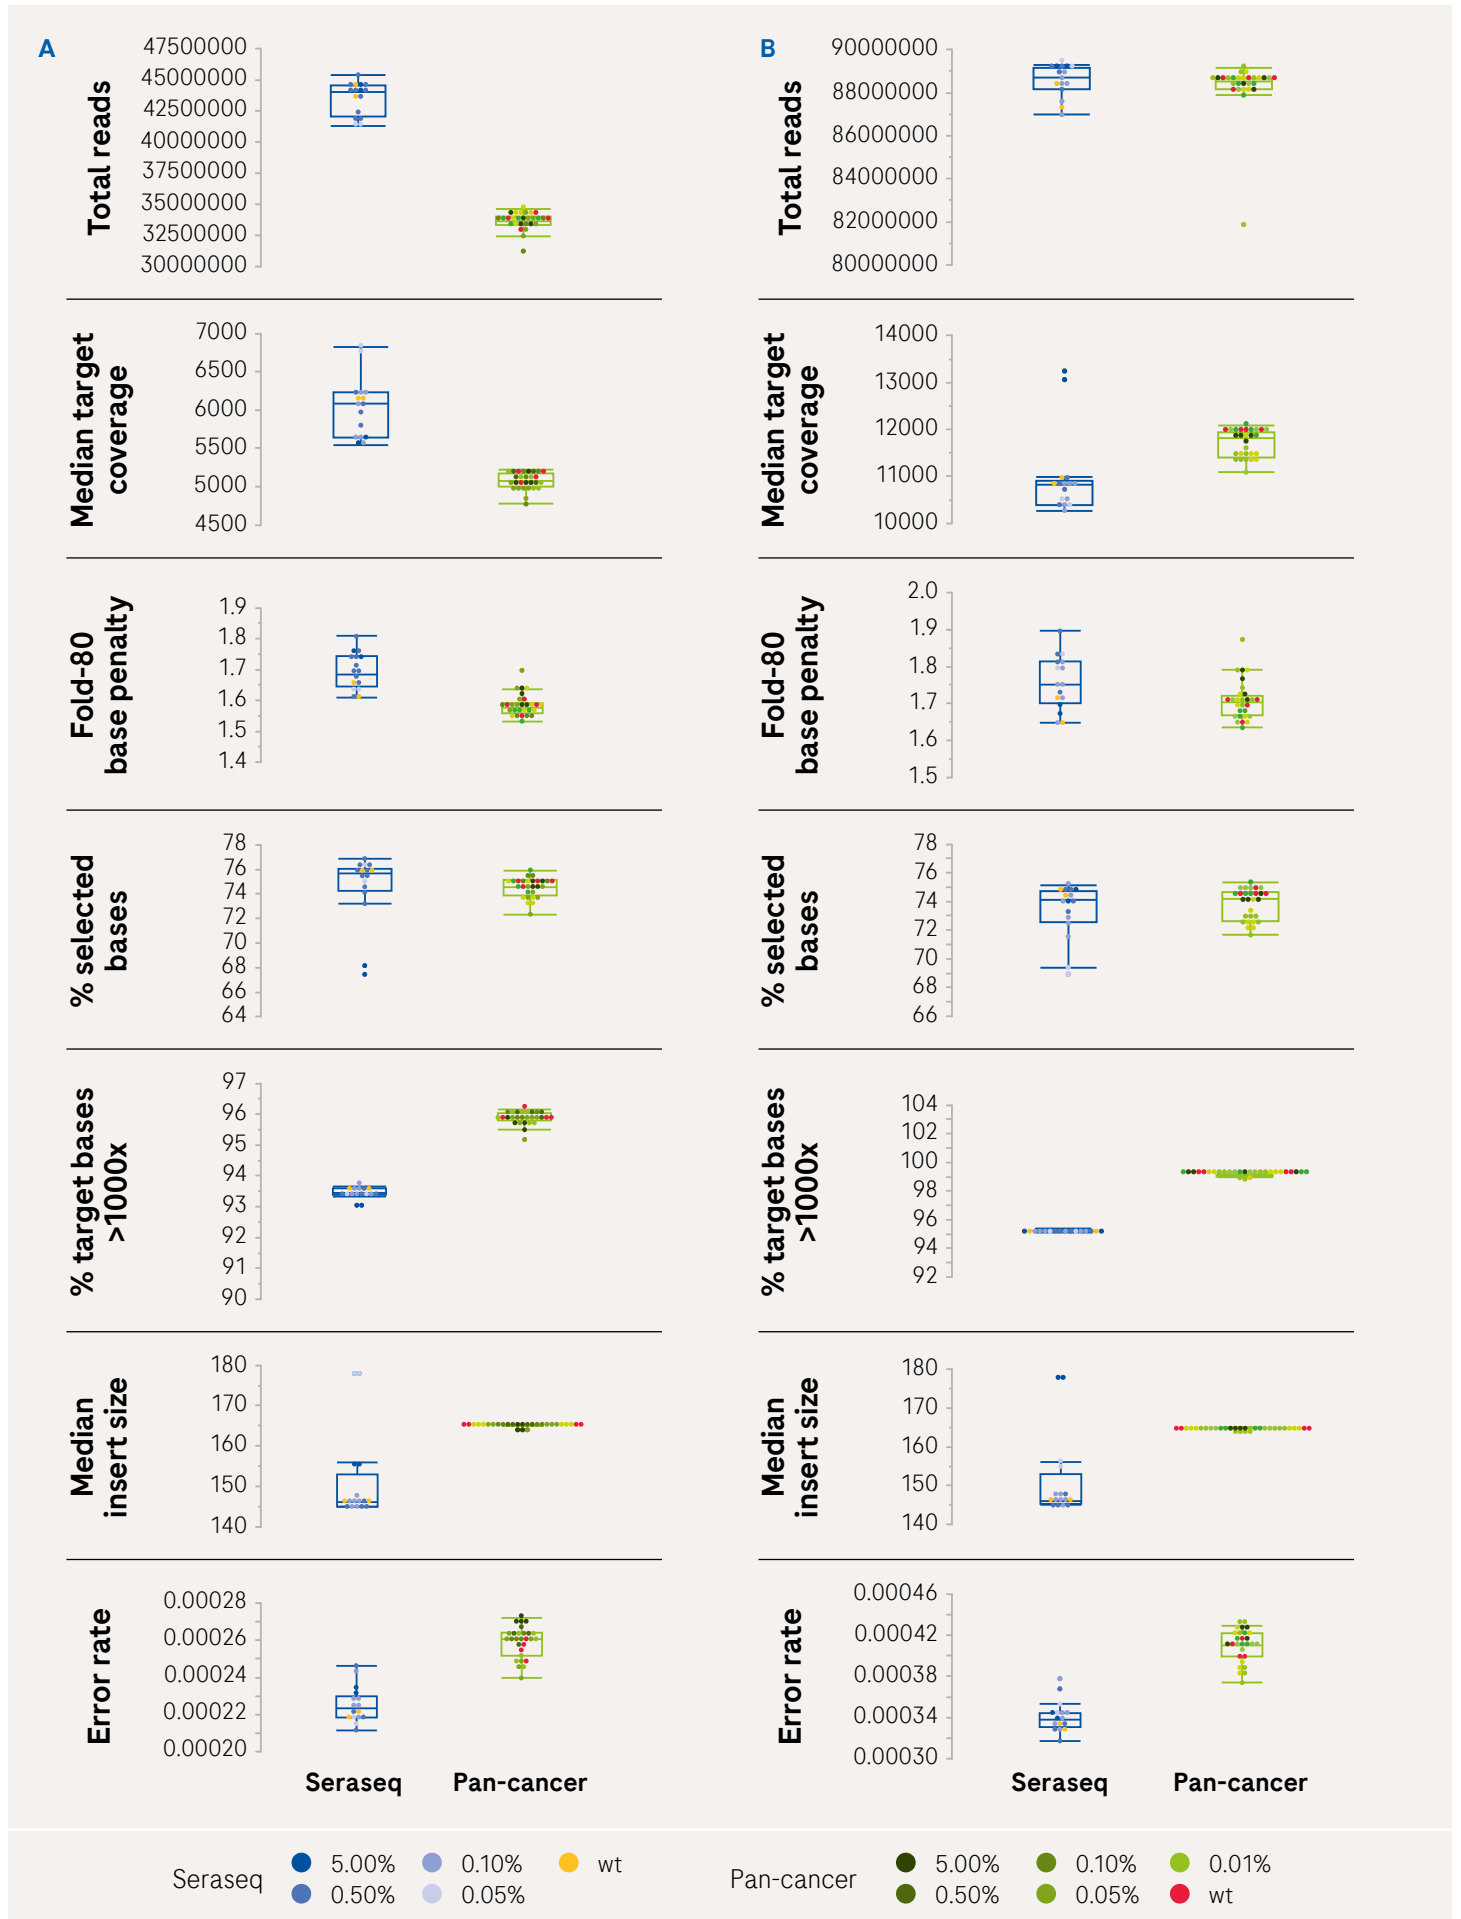 A
Total reads
47500000
45000000
42500000
40000000
37500000
35000000
32500000
30000000
Median target
coverage
7000
6500
6000
5500
5000
4500
Fold-80
base penalty
1.9
1.8
1.7
1.6
1.5
1.4
% selected
bases
78
76
74
72
70
68
66
64
% target bases
>1000x
97
96
95
94
93
92
91
90
Median
insert size
180
170
160
150
140
Error rate
0.00028
0.00026
0.00024
0.00022
0.00020
Seraseq Pan-cancer
B
Total reads
90000000
88000000
86000000
84000000
82000000
80000000
Median target
coverage
14000
13000
12000
11000
10000
Fold-80
base penalty
2.0
1.9
1.8
1.7
1.6
1.5
% selected
bases
78
76
74
72
70
68
66
% target bases
>1000x
104
102
100
98
96
94
92
Median
insert size
180
170
160
150
140
Error rate
0.00046
0.00042
0.00038
0.00034
0.00030
Seraseq Pan-cancer
Seraseq
5.00% 0.10% wt
0.50% 0.05%
Pan-cancer
5.00% 0.10% 0.01%
0.50% 0.05% wt